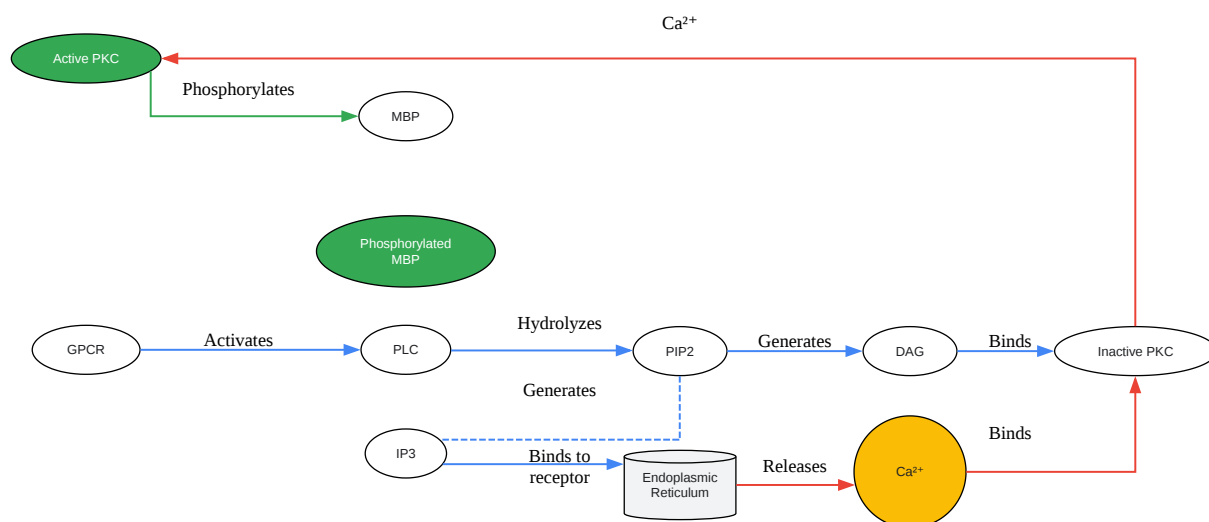 Ca²⁺
Active PKC
Phosphorylates
MBP
Phosphorylated
MBP
Hydrolyzes
GPCR
Activates
PLC
PIP2
Generates
DAG
Binds
Inactive PKC
Generates
IP3
Binds to
receptor
Endoplasmic
Reticulum
Releases
Ca²⁺
Binds